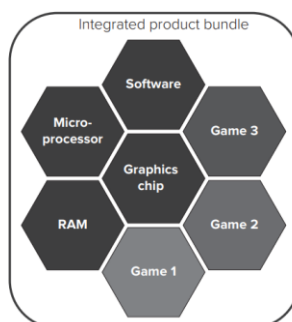 Integrated product bundle
Software
Micro-
processor
Game 3
Graphics
chip
RAM
Game 2
Game 1